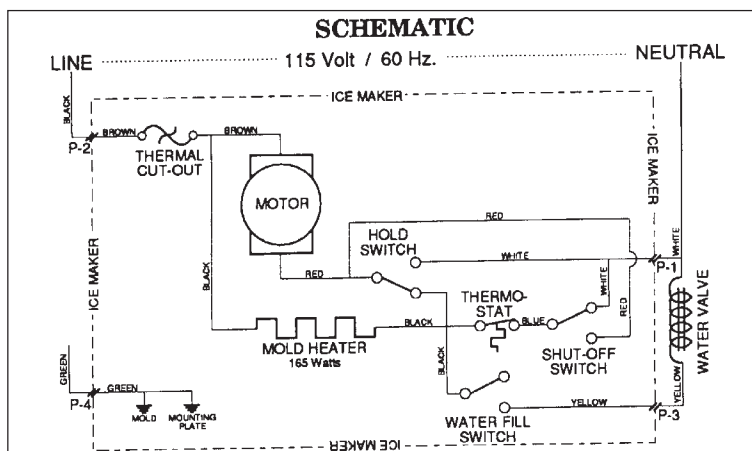 SCHEMATIC
LINE
115 Volt / 60 Hz.
NEUTRAL
BLACK
ICE MAKER
P-2
BROWN
BROWN
THERMAL
CUT-OUT
ICE MAKER
MOTOR
RED
HOLD
SWITCH
WHITE
WHITE
P-1
ICE MAKER
BLACK
RED
WHITE
RED
THERMO-
STAT
BLACK
BLUE
MOLD HEATER
165 Watts
SHUT-OFF
SWITCH
WATER VALVE
BLACK
GREEN
GREEN
P-4
MOLD
MOUNTING
PLATE
WATER FILL
SWITCH
YELLOW
YELLOW
P-3
ICE MAKER